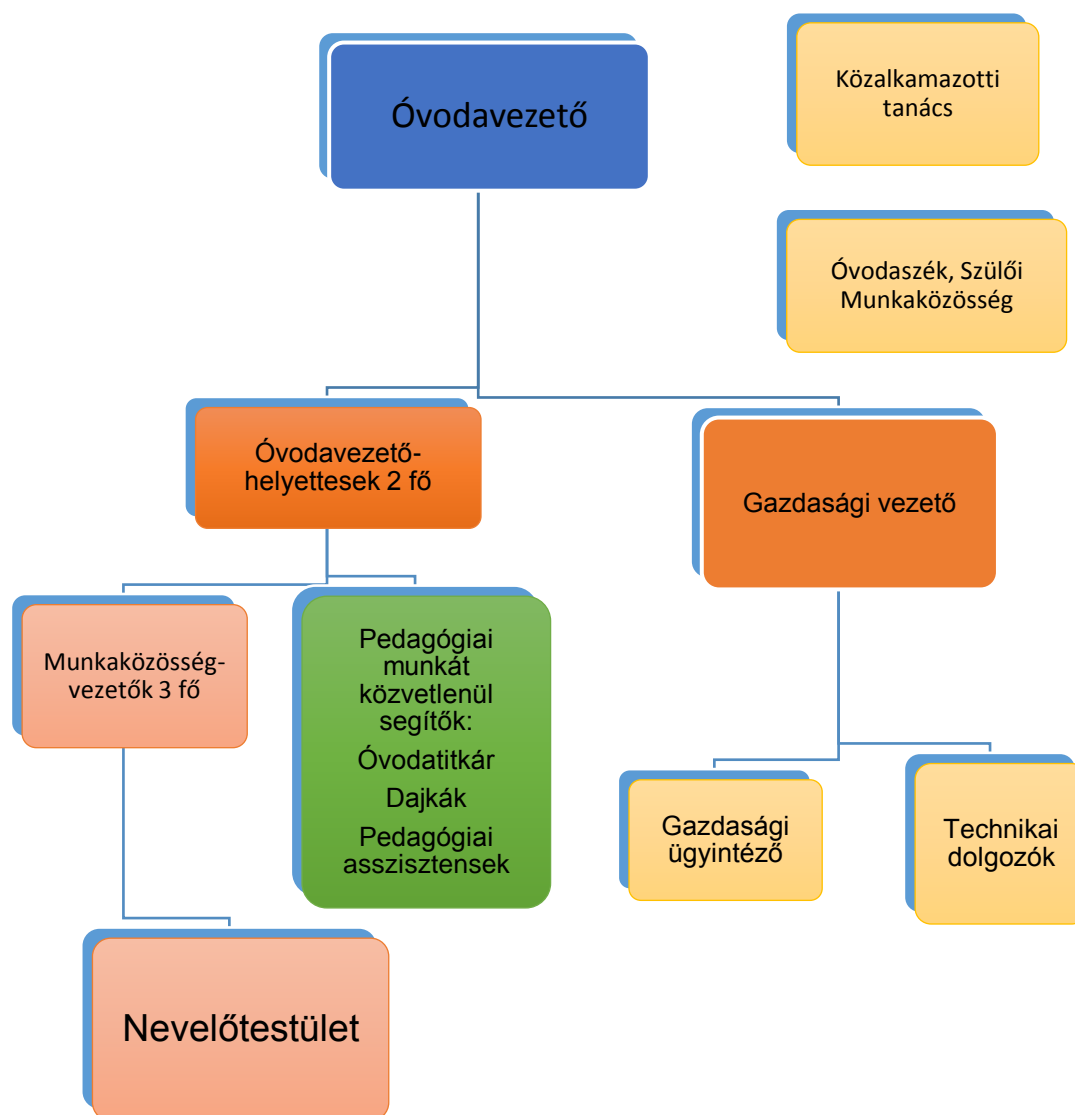 Óvodavezető
Közalkamazotti
tanács
Óvodaszék, Szülői
Munkaközösség
Óvodavezető-
helyettesek 2 fő
Gazdasági vezető
Munkaközösség-
vezetők 3 fő
Pedagógiai
munkát
közvetlenül
segítők:
Óvodatitkár
Dajkák
Pedagógiai
asszisztensek
Gazdasági
ügyintéző
Technikai
dolgozók
Nevelőtestület